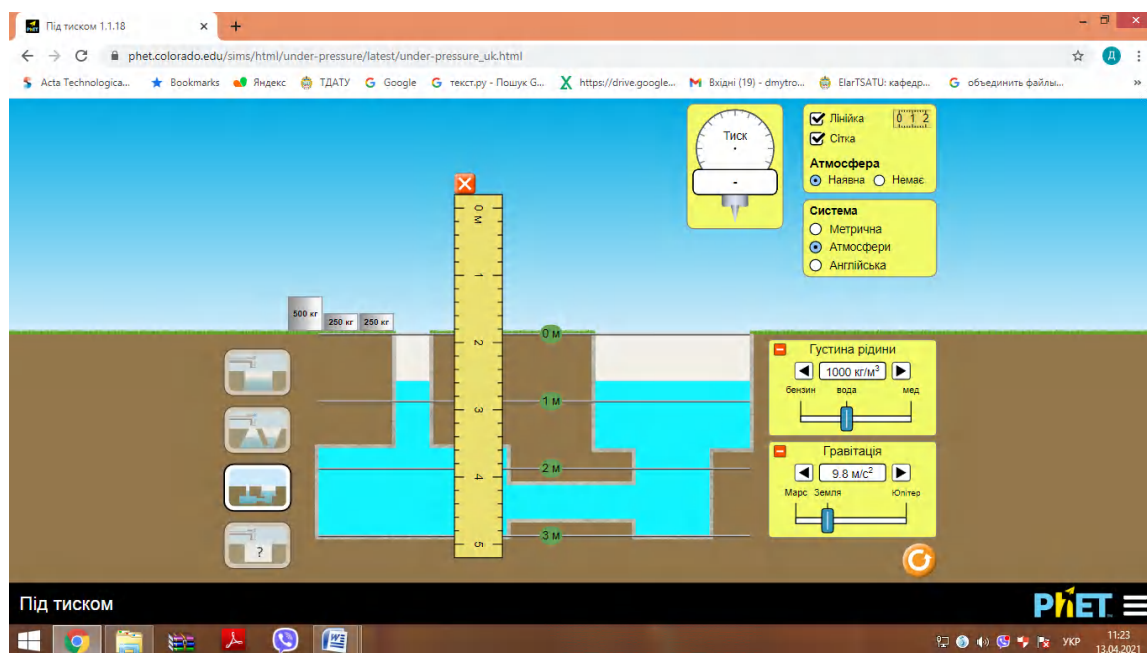 Під тиском 1.1.18
phet.colorado.edu/sims/html/under-pressure/latest/under-pressure_uk.html
Д
Acta Technologica... Bookmarks Яндекс ТДАТУ Google текст.ру - Пошук G... https://drive.google... Вхідні (19) - dmytro... ElarTSATU: кафедр... объединить файлы... »
Тиск
-
Лінійка
0 1 2
Сітка
Атмосфера
Наявна Немає
Система
Метрична
Атмосфери
Англійська
0 м
1
2
3
4
5
500 кг
250 кг
250 кг
0 м
1 м
2 м
3 м
?
Густина рідини
1000 кг/м³
бензин вода мед
Гравітація
9.8 м/с²
Марс Земля Юпітер
Під тиском
PhET
УКР
11:23
13.04.2021